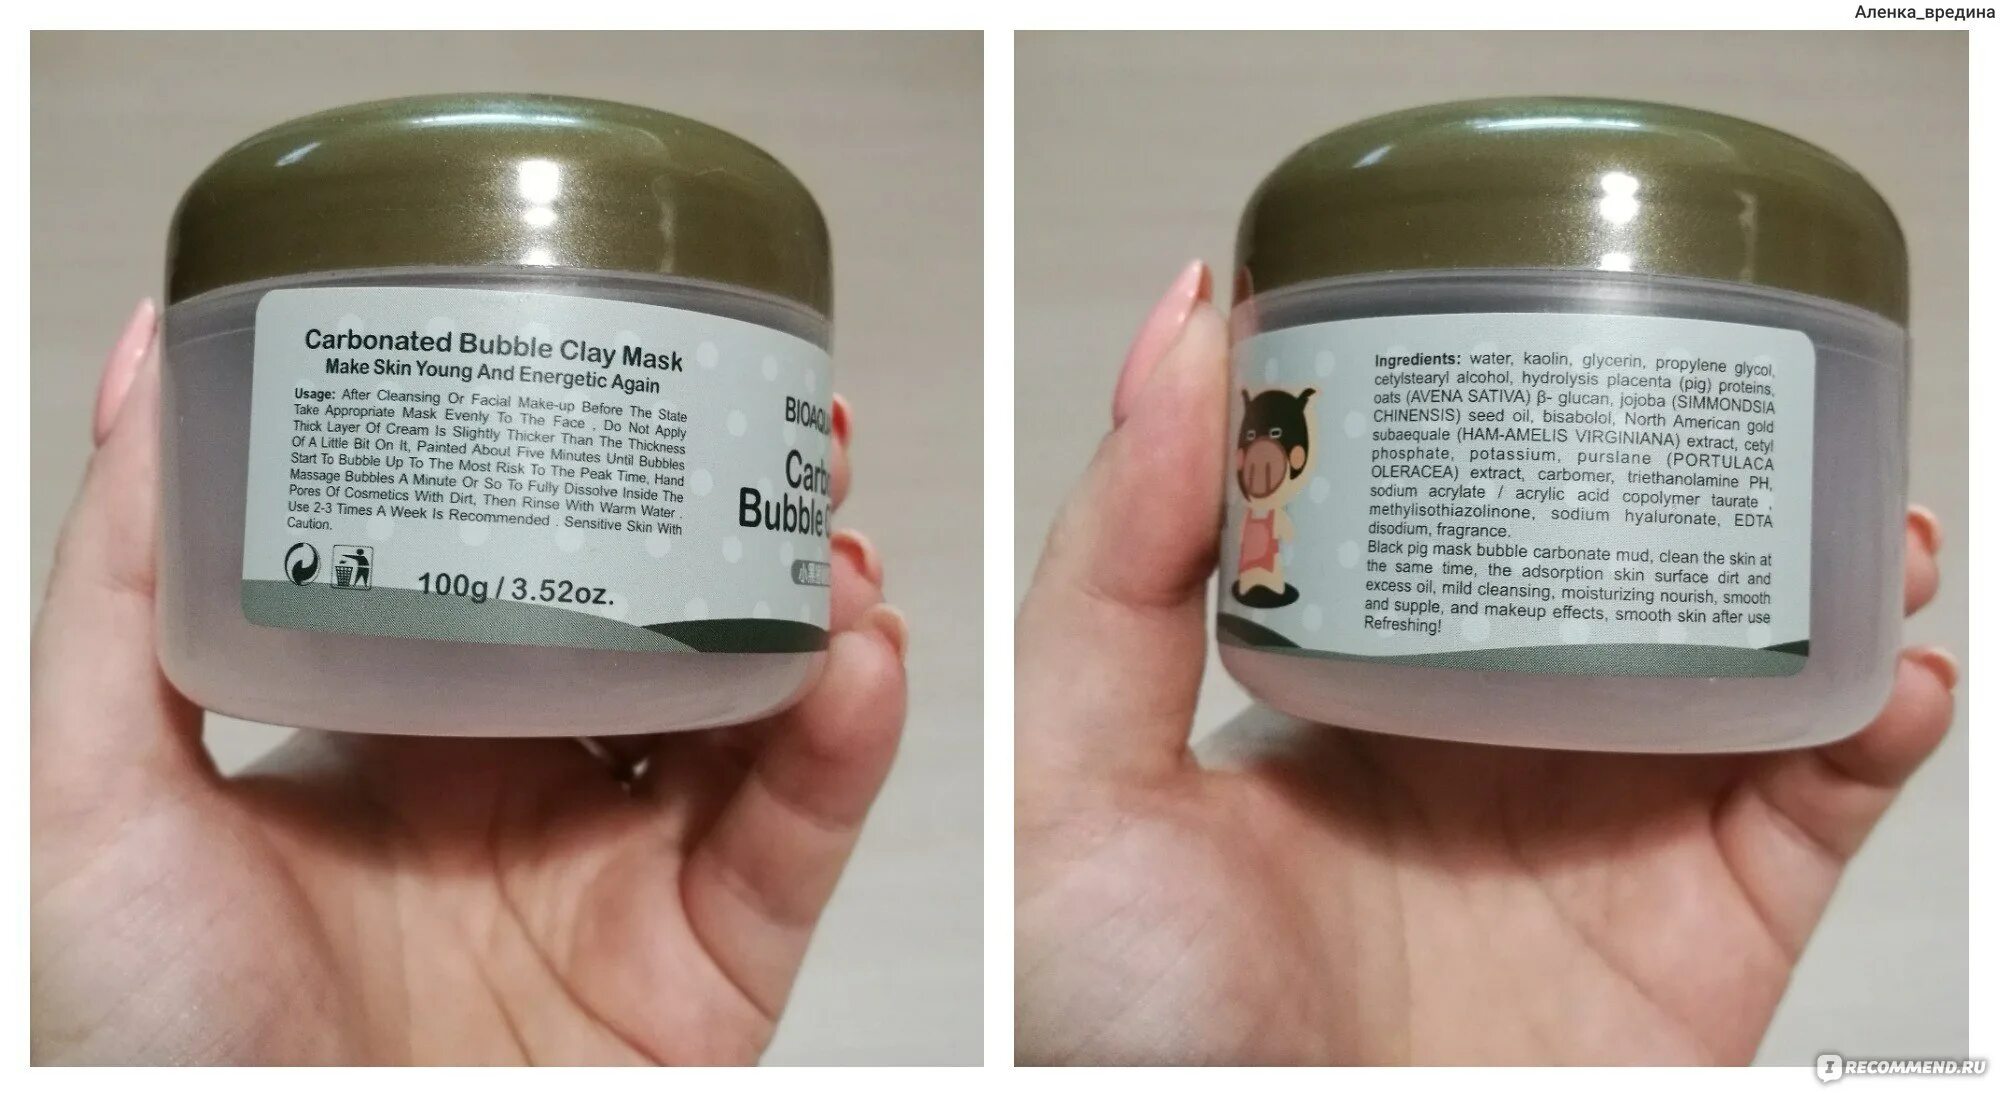 Аленка_вредина
Carbonated Bubble Clay Mask
Make Skin Young And Energetic Again
Usage: After Cleansing Or Facial Make-up Before The State
Take Appropriate Mask Evenly To The Face . Do Not Apply
Thick Layer Of Cream Is Slightly Thicker Than The Thickness
Of A Little Bit On It, Painted About Five Minutes Until Bubbles
Start To Bubble Up To The Most Risk To The Peak Time, Hand
Massage Bubbles A Minute Or So To Fully Dissolve Inside The
Pores Of Cosmetics With Dirt, Then Rinse With Warm Water .
Use 2-3 Times A Week Is Recommended . Sensitive Skin With
Caution.
100g / 3.52oz.
BIOAQU
Carb
Bubble C
Ingredients: water, kaolin, glycerin, propylene glycol,
cetylstearyl alcohol, hydrolysis placenta (pig) proteins,
oats (AVENA SATIVA) β- glucan, jojoba (SIMMONDSIA
CHINENSIS) seed oil, bisabolol, North American gold
subaequale (HAM-AMELIS VIRGINIANA) extract, cetyl
phosphate, potassium, purslane (PORTULACA
OLERACEA) extract, carbomer, triethanolamine PH,
sodium acrylate / acrylic acid copolymer taurate ,
methylisothiazolinone, sodium hyaluronate, EDTA
disodium, fragrance.
Black pig mask bubble carbonate mud, clean the skin at
the same time, the adsorption skin surface dirt and
excess oil, mild cleansing, moisturizing nourish, smooth
and supple, and makeup effects, smooth skin after use
Refreshing!
I RECOMMEND.RU